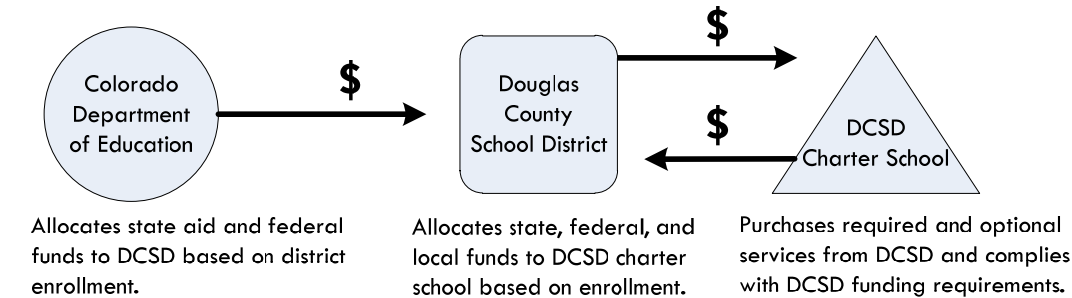 Colorado
Department
of Education
$
Douglas
County
School District
$
$
DCSD
Charter School
Allocates state aid and federal
funds to DCSD based on district
enrollment.
Allocates state, federal, and
local funds to DCSD charter
school based on enrollment.
Purchases required and optional
services from DCSD and complies
with DCSD funding requirements.